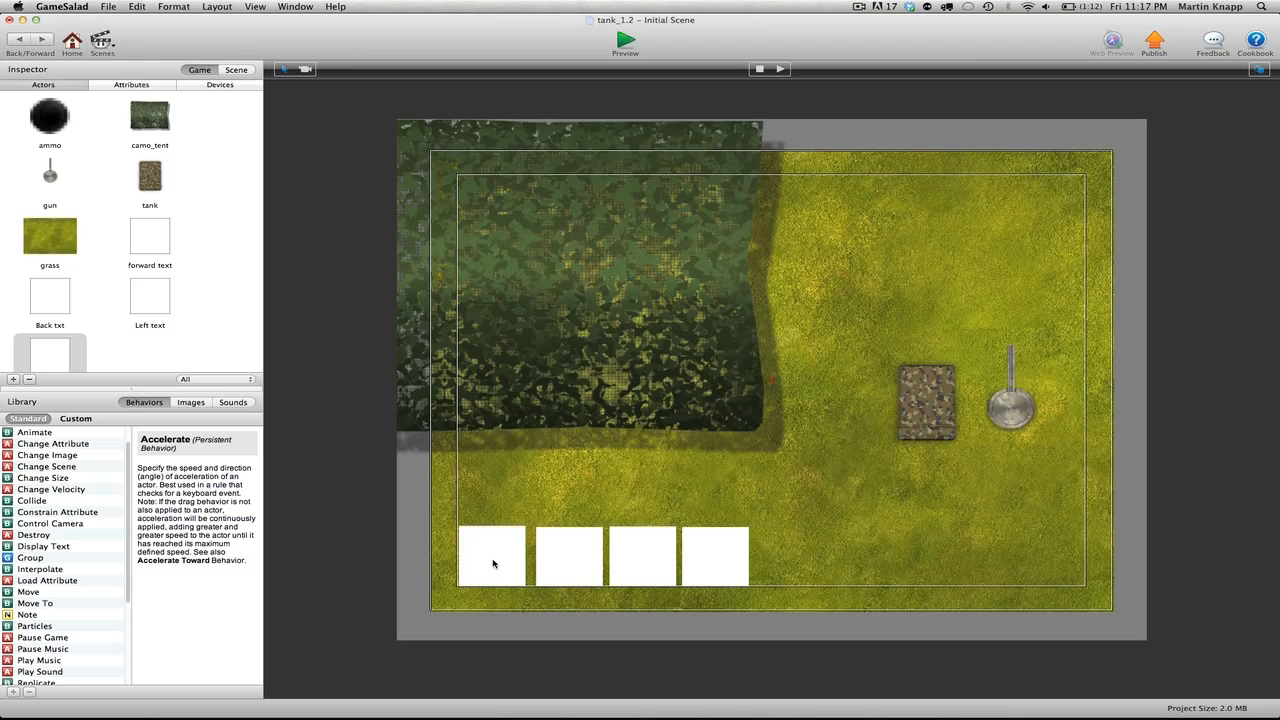 GameSalad File Edit Format Layout View Window Help
17 (1:12) Fri 11:17 PM Martin Knapp
tank_1.2 – Initial Scene
Back/Forward Home Scenes Preview Web Preview Publish Feedback Cookbook
Inspector Game Scene
Actors Attributes Devices
ammo camo_tent
gun tank
grass forward text
Back txt Left text
All
Library Behaviors Images Sounds
Standard Custom
Animate
Change Attribute
Change Image
Change Scene
Change Size
Change Velocity
Collide
Constrain Attribute
Control Camera
Destroy
Display Text
Group
Interpolate
Load Attribute
Move
Move To
Note
Particles
Pause Game
Pause Music
Play Music
Play Sound
Replicate
Accelerate (Persistent
Behavior)
Specify the speed and direction
(angle) of acceleration of an
actor. Best used in a rule that
checks for a keyboard event.
Note: If the drag behavior is not
also applied to an actor,
acceleration will be continuously
applied, adding greater and
greater speed to the actor until it
has reached its maximum
defined speed. See also
Accelerate Toward Behavior.
Project Size: 2.0 MB